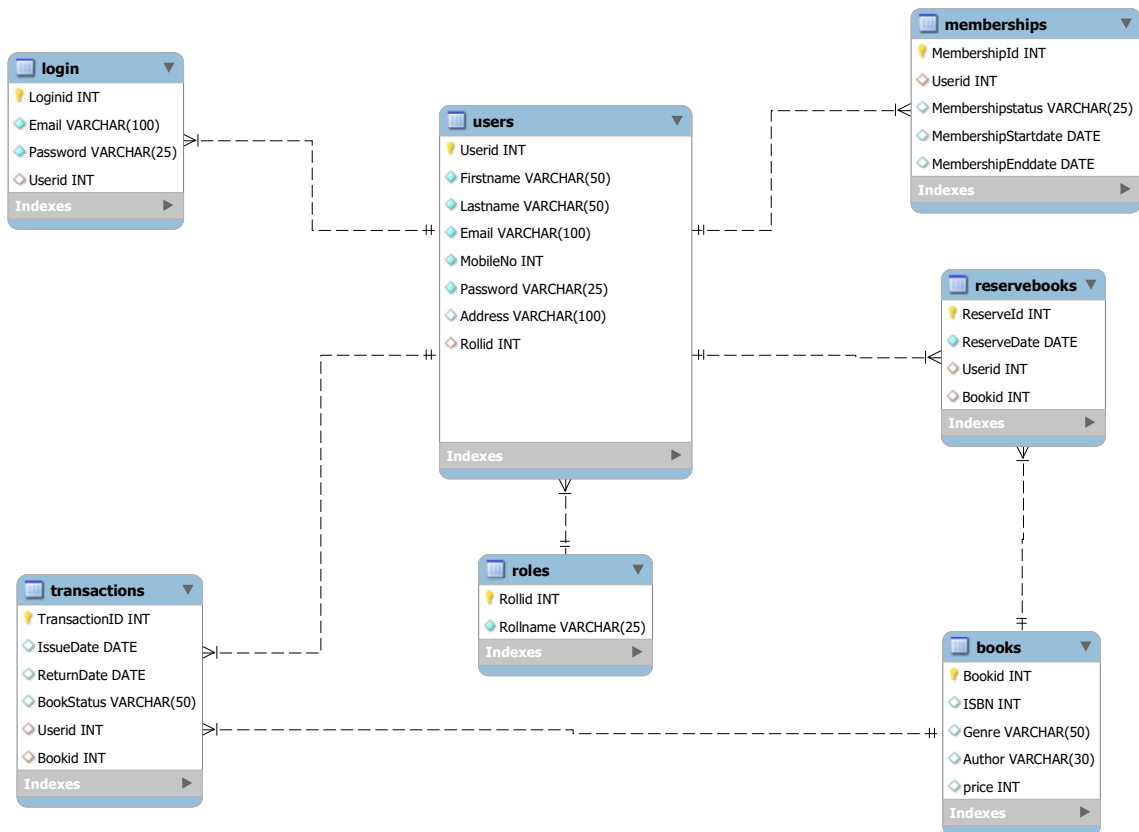 login
Loginid INT
Email VARCHAR(100)
Password VARCHAR(25)
Userid INT
Indexes
users
Userid INT
Firstname VARCHAR(50)
Lastname VARCHAR(50)
Email VARCHAR(100)
MobileNo INT
Password VARCHAR(25)
Address VARCHAR(100)
Rollid INT
Indexes
memberships
MembershipId INT
Userid INT
Membershipstatus VARCHAR(25)
MembershipStartdate DATE
MembershipEnddate DATE
Indexes
reservebooks
ReserveId INT
ReserveDate DATE
Userid INT
Bookid INT
Indexes
transactions
TransactionID INT
IssueDate DATE
ReturnDate DATE
BookStatus VARCHAR(50)
Userid INT
Bookid INT
Indexes
roles
Rollid INT
Rollname VARCHAR(25)
Indexes
books
Bookid INT
ISBN INT
Genre VARCHAR(50)
Author VARCHAR(30)
price INT
Indexes